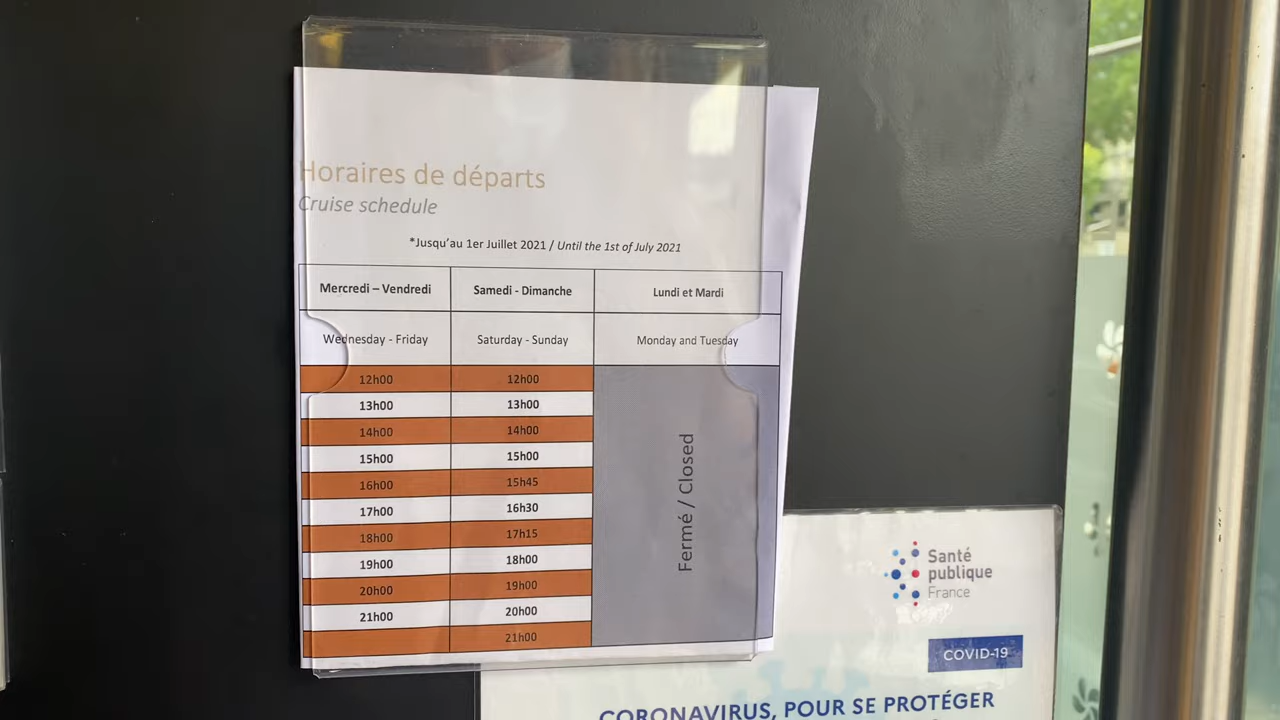 Horaires de départs
Cruise schedule
*Jusqu'au 1er Juillet 2021 / Until the 1st of July 2021
Mercredi – Vendredi Samedi - Dimanche Lundi et Mardi
Wednesday - Friday Saturday - Sunday Monday and Tuesday
12h00 12h00
13h00 13h00
14h00 14h00
15h00 15h00
16h00 15h45
17h00 16h30
18h00 17h15
19h00 18h00
20h00 19h00
21h00 20h00
21h00
Fermé / Closed
Santé
publique
France
COVID-19
CORONAVIRUS, POUR SE PROTÉGER